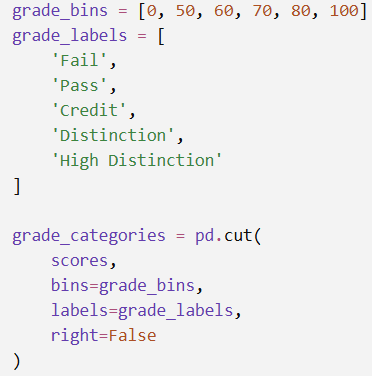 grade_bins = [0, 50, 60, 70, 80, 100]
grade_labels = [
    'Fail',
    'Pass',
    'Credit',
    'Distinction',
    'High Distinction'
]

grade_categories = pd.cut(
    scores,
    bins=grade_bins,
    labels=grade_labels,
    right=False
)